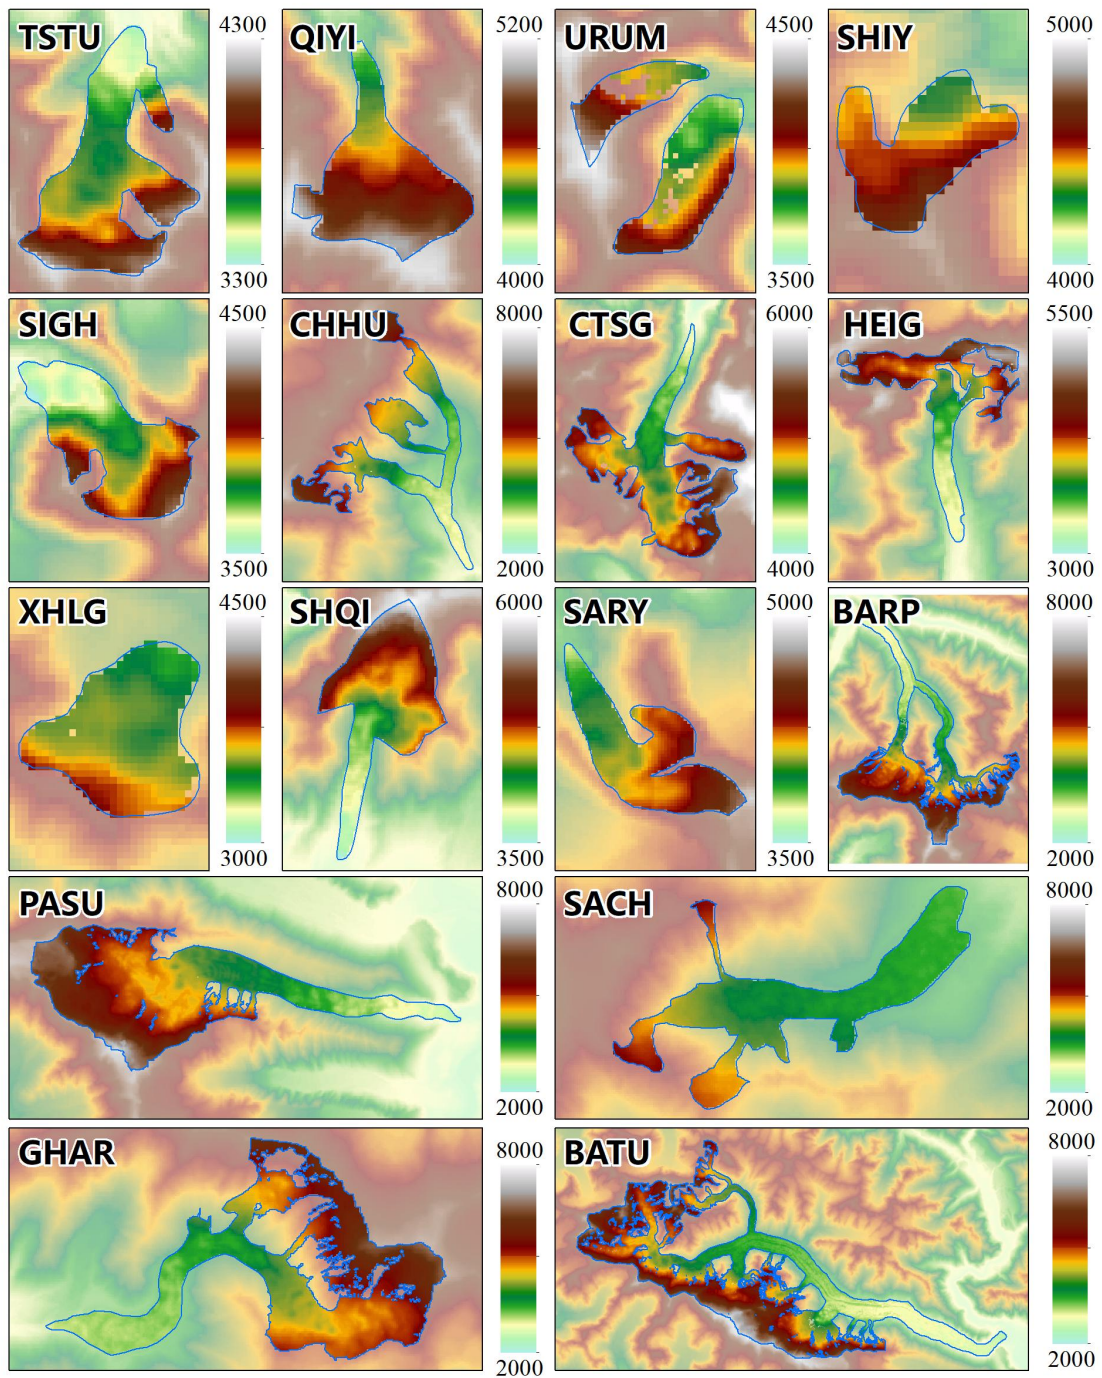 TSTU
4300
3300
QIYI
5200
4000
URUM
4500
3500
SHIY
5000
4000
SIGH
4500
3500
CHHU
8000
2000
CTSG
6000
4000
HEIG
5500
3000
XHLG
4500
3000
SHQI
6000
3500
SARY
5000
3500
BARP
8000
2000
PASU
8000
2000
SACH
8000
2000
GHAR
8000
2000
BATU
8000
2000